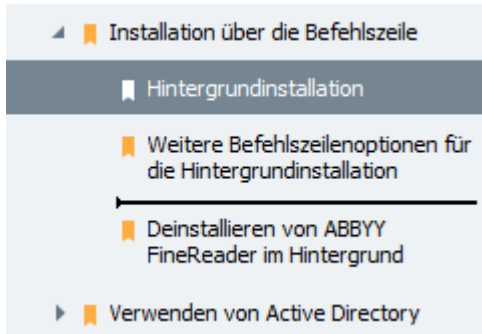 Installation über die Befehlszeile
Hintergrundinstallation
Weitere Befehlszeilenoptionen für
die Hintergrundinstallation
Deinstallieren von ABBYY
FineReader im Hintergrund
Verwenden von Active Directory